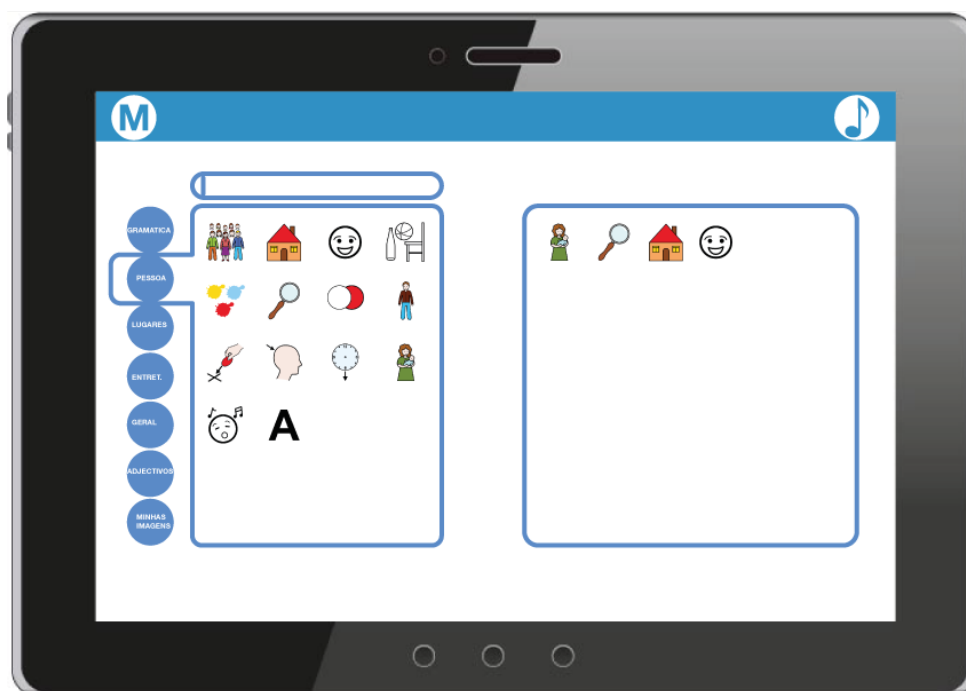 M
GRAMATICA
PESSOA
LUGARES
ENTRET.
GERAL
ADJECTIVOS
MINHAS
IMAGENS
A